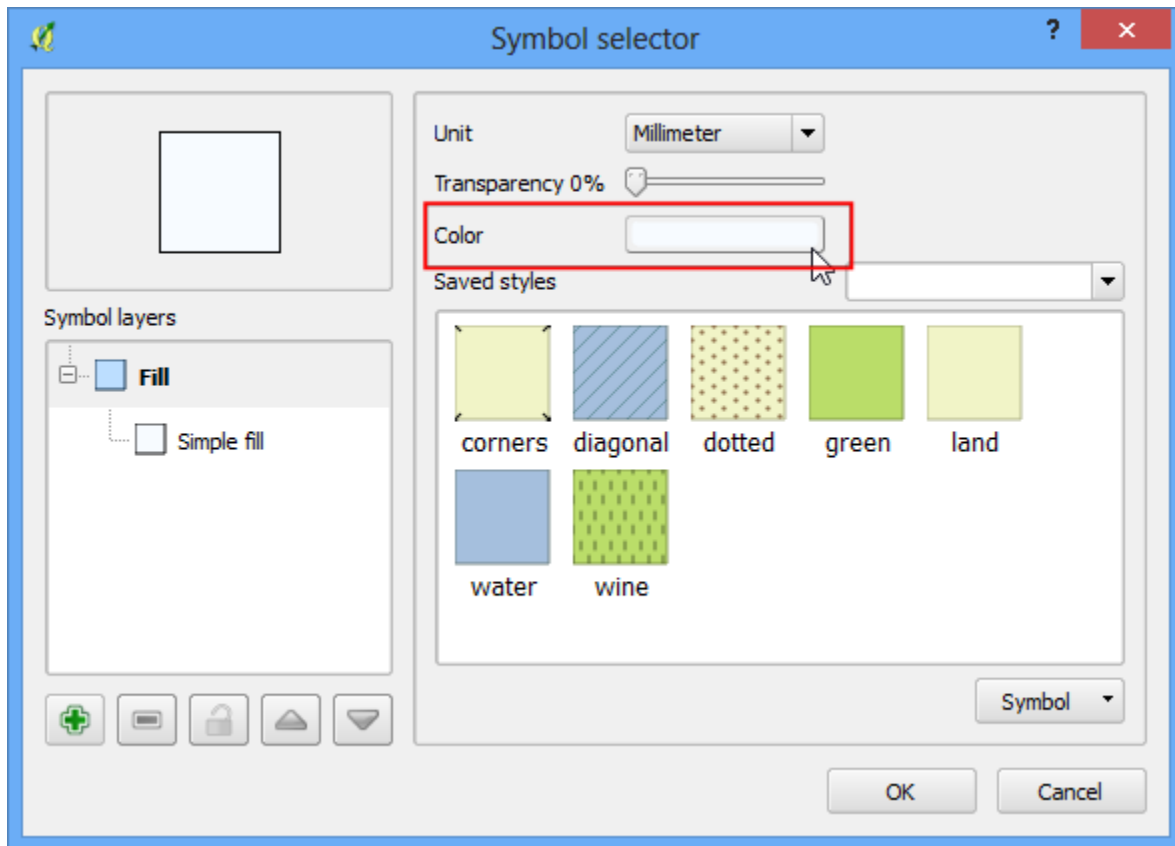 Symbol selector
?
Unit
Millimeter
Transparency 0%
Color
Saved styles
Symbol layers
Fill
Simple fill
corners diagonal dotted green land
water wine
Symbol
OK Cancel